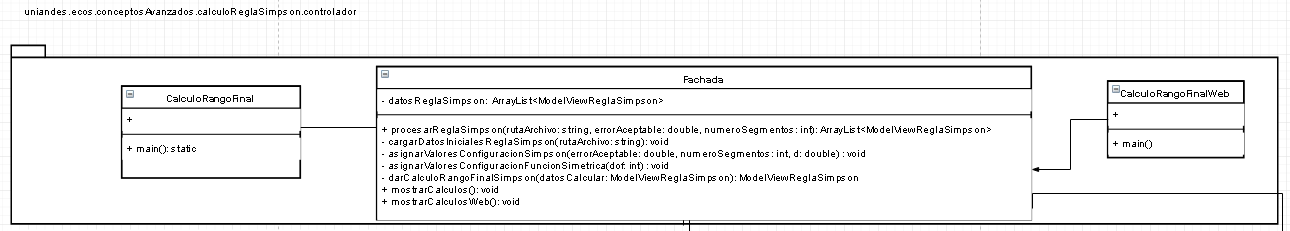 uniandes.ecos.conceptosAvanzados.calculoReglaSimpson.controlador
CalculoRangoFinal
+
+ main(): static
Fachada
- datosReglaSimpson: ArrayList<ModelViewReglaSimpson>
+ procesarReglaSimpson(rutaArchivo: string, errorAceptable: double, numeroSegmentos: int): ArrayList<ModelViewReglaSimpson>
- cargarDatosInicialesReglaSimpson(rutaArchivo: string): void
- asignarValoresConfiguracionSimpson(errorAceptable: double, numeroSegmentos: int, d: double) : void
- asignarValoresConfiguracionFuncionSimetrica(dof: int) : void
- darCalculoRangoFinalSimpson(datosCalcular: ModelViewReglaSimpson): ModelViewReglaSimpson
+ mostrarCalculos(): void
+ mostrarCalculosWeb(): void
CalculoRangoFinalWeb
+
+ main()